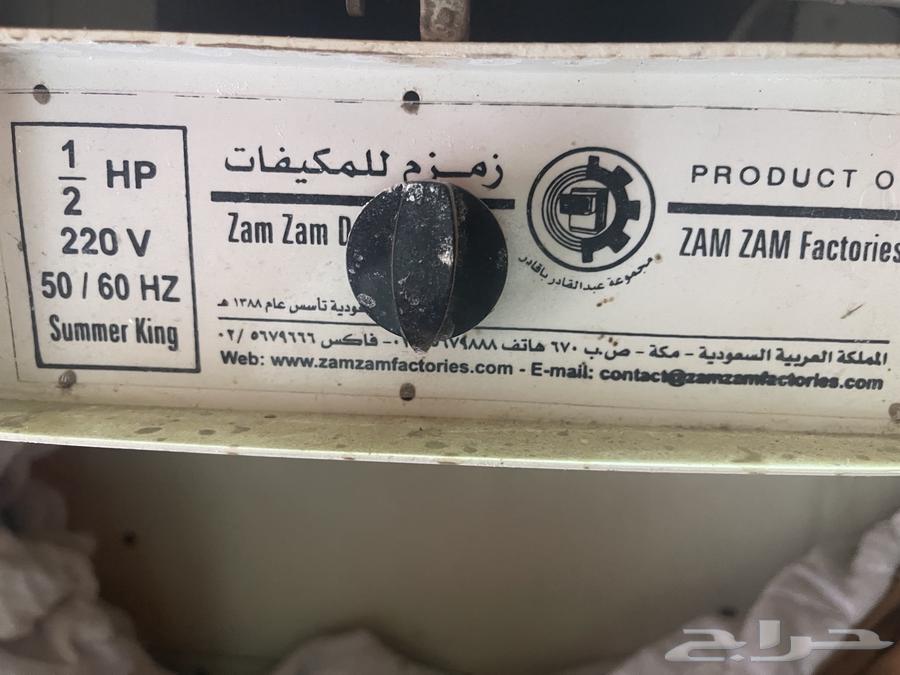 1/2 HP
220 V
50 / 60 HZ
Summer King
زمزم للمكيفات
Zam Zam D
تأسس عام ١٣٨٨ هـ
مجموعة عبدالقادر باقادر
PRODUCT O
ZAM ZAM Factories
المملكة العربية السعودية - مكة - ص.ب ٦٧٠ هاتف ٥٦٧٩٨٨٨ - فاكس ٠٢/٥٦٧٩٦٦٦
Web: www.zamzamfactories.com - E-mail: contact@zamzamfactories.com
حراج